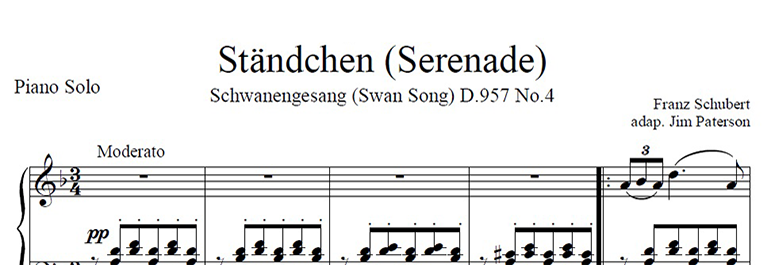 Ständchen (Serenade)
Piano Solo
Schwanengesang (Swan Song) D.957 No.4
Franz Schubert
adap. Jim Paterson
Moderato
3
4
3
pp